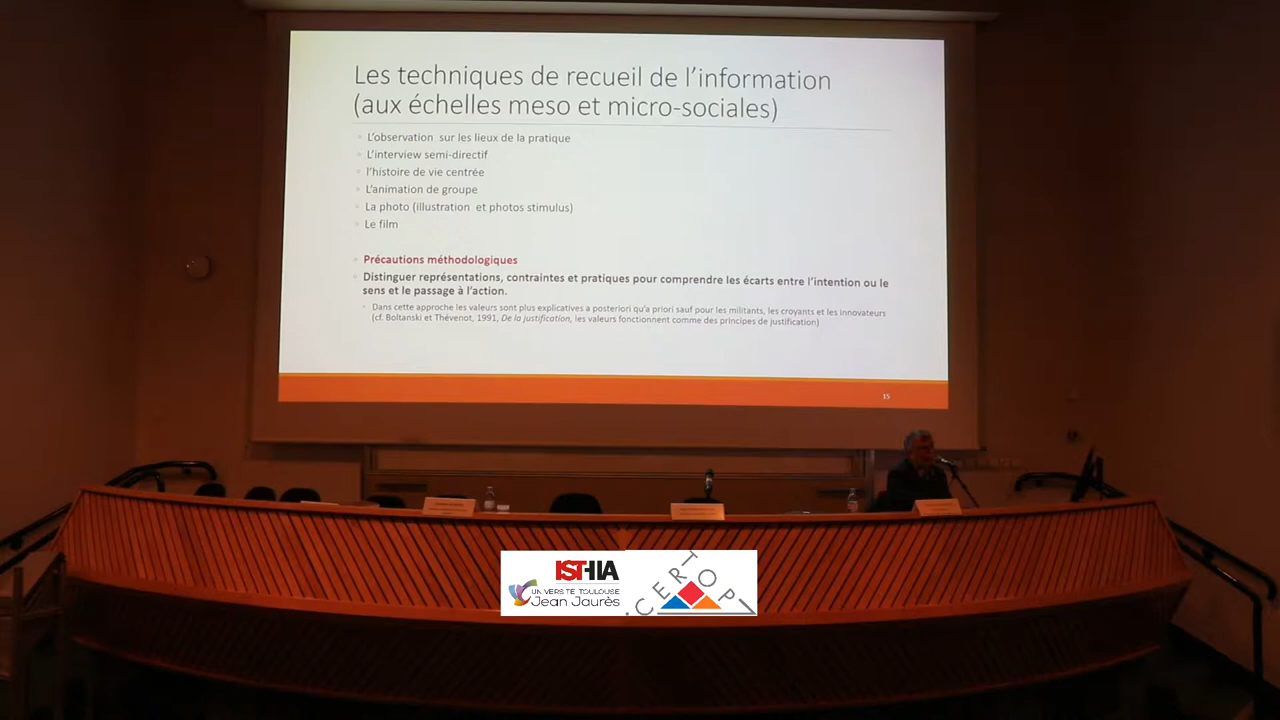 Les techniques de recueil de l'information
(aux échelles meso et micro-sociales)
L'observation sur les lieux de la pratique
L'interview semi-directif
l'histoire de vie centrée
L'animation de groupe
La photo (illustration et photos stimulus)
Le film
Précautions méthodologiques
Distinguer représentations, contraintes et pratiques pour comprendre les écarts entre l'intention ou le
sens et le passage à l'action.
Dans cette approche les valeurs sont plus explicatives a posteriori qu'a priori sauf pour les militants, les croyants et les innovateurs
(cf. Boltanski et Thévenot, 1991, De la justification, les valeurs fonctionnent comme des principes de justification)
15
ISTHIA
UNIVERSITE TOULOUSE
Jean Jaurès
CERTOP